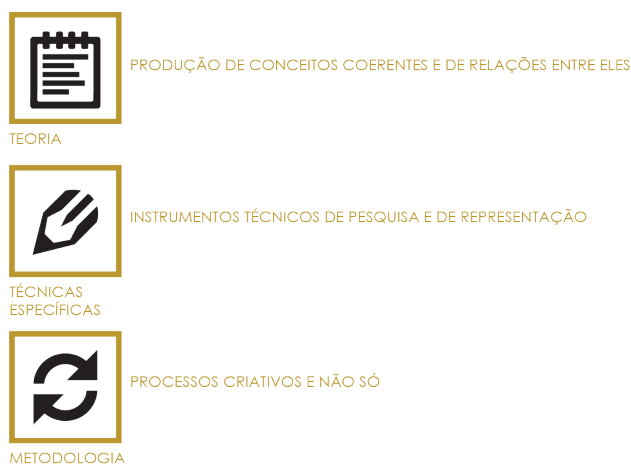 PRODUÇÃO DE CONCEITOS COERENTES E DE RELAÇÕES ENTRE ELES
TEORIA
INSTRUMENTOS TÉCNICOS DE PESQUISA E DE REPRESENTAÇÃO
TÉCNICAS
ESPECÍFICAS
PROCESSOS CRIATIVOS E NÃO SÓ
METODOLOGIA